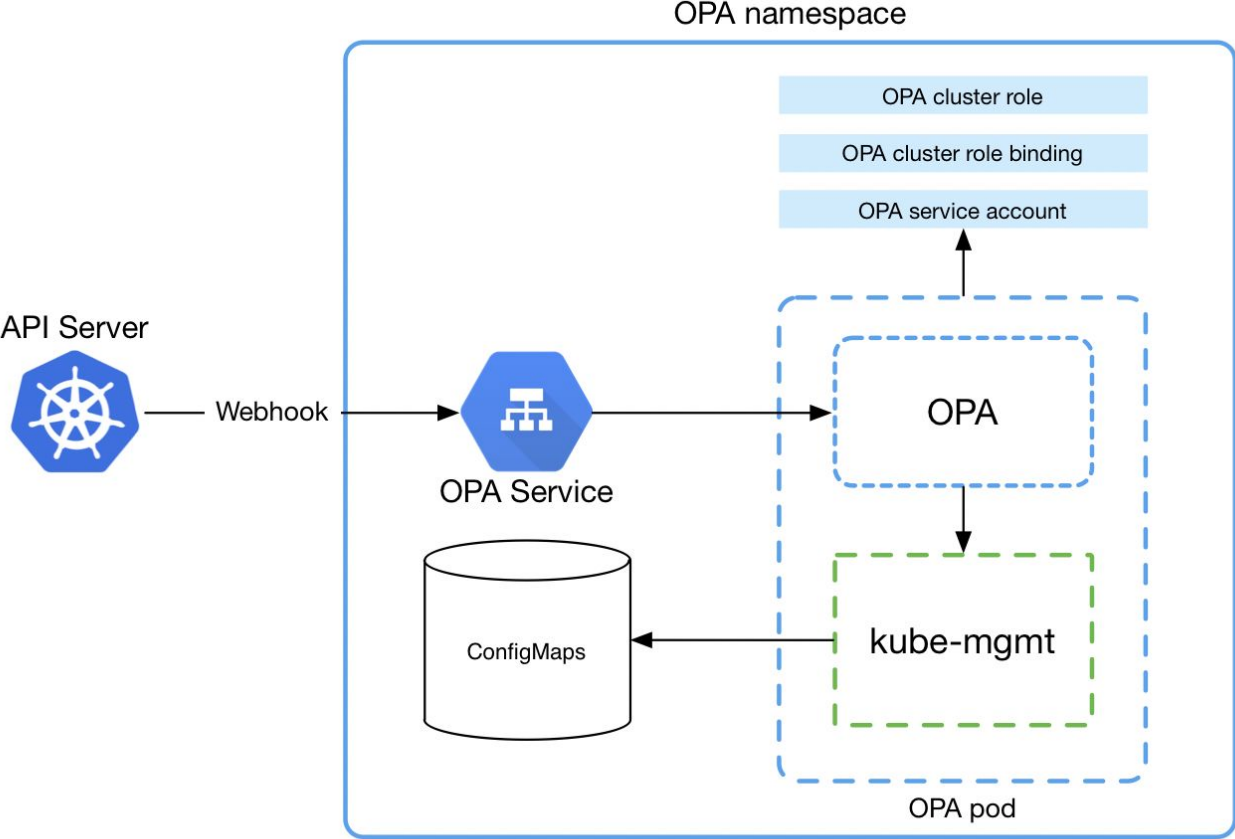 OPA namespace
OPA cluster role
OPA cluster role binding
OPA service account
API Server
Webhook
OPA
OPA Service
ConfigMaps
kube-mgmt
OPA pod